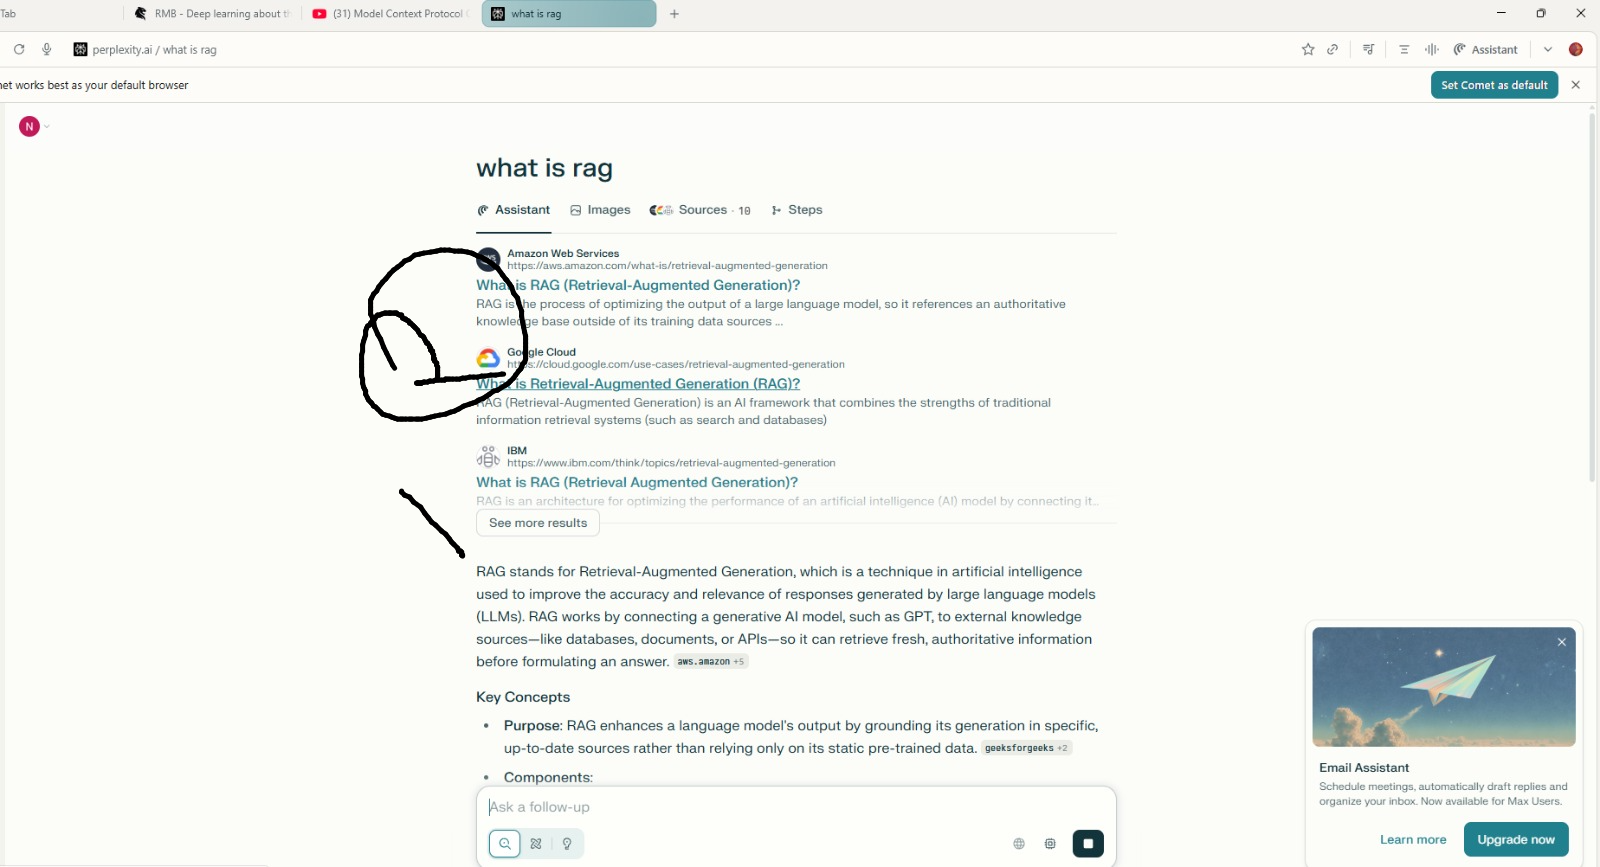 Tab
RMB - Deep learning about th
(31) Model Context Protocol
what is rag
perplexity.ai / what is rag
Assistant
net works best as your default browser
Set Comet as default
N
what is rag
Assistant
Images
Sources · 10
Steps
Amazon Web Services
https://aws.amazon.com/what-is/retrieval-augmented-generation
What is RAG (Retrieval-Augmented Generation)?
RAG is the process of optimizing the output of a large language model, so it references an authoritative
knowledge base outside of its training data sources ...
Google Cloud
https://cloud.google.com/use-cases/retrieval-augmented-generation
What is Retrieval-Augmented Generation (RAG)?
RAG (Retrieval-Augmented Generation) is an AI framework that combines the strengths of traditional
information retrieval systems (such as search and databases)
IBM
https://www.ibm.com/think/topics/retrieval-augmented-generation
What is RAG (Retrieval Augmented Generation)?
RAG is an architecture for optimizing the performance of an artificial intelligence (AI) model by connecting it...
See more results
RAG stands for Retrieval-Augmented Generation, which is a technique in artificial intelligence
used to improve the accuracy and relevance of responses generated by large language models
(LLMs). RAG works by connecting a generative AI model, such as GPT, to external knowledge
sources—like databases, documents, or APIs—so it can retrieve fresh, authoritative information
before formulating an answer. aws.amazon +5
Key Concepts
• Purpose: RAG enhances a language model's output by grounding its generation in specific,
up-to-date sources rather than relying only on its static pre-trained data. geeksforgeeks +2
• Components:
Ask a follow-up
Email Assistant
Schedule meetings, automatically draft replies and
organize your inbox. Now available for Max Users.
Learn more
Upgrade now